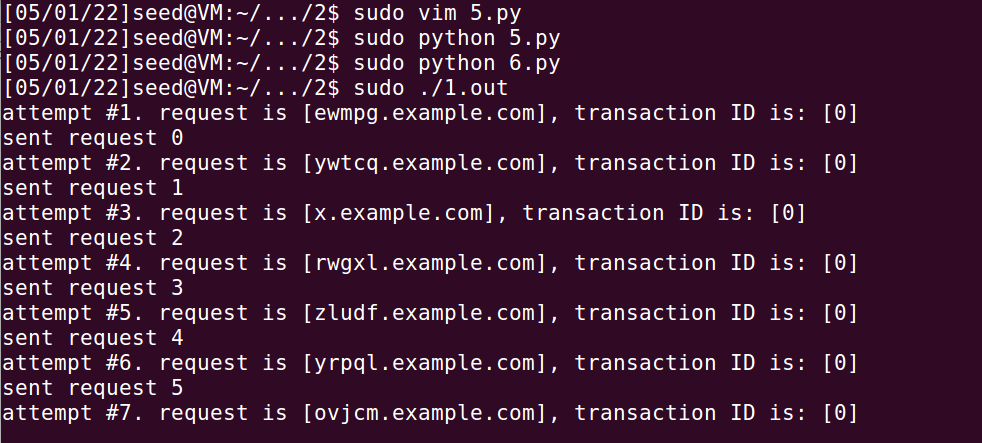 [05/01/22]seed@VM:~/.../2$ sudo vim 5.py
[05/01/22]seed@VM:~/.../2$ sudo python 5.py
[05/01/22]seed@VM:~/.../2$ sudo python 6.py
[05/01/22]seed@VM:~/.../2$ sudo ./1.out
attempt #1. request is [ewmpg.example.com], transaction ID is: [0]
sent request 0
attempt #2. request is [ywtcq.example.com], transaction ID is: [0]
sent request 1
attempt #3. request is [x.example.com], transaction ID is: [0]
sent request 2
attempt #4. request is [rwgxl.example.com], transaction ID is: [0]
sent request 3
attempt #5. request is [zludf.example.com], transaction ID is: [0]
sent request 4
attempt #6. request is [yrpql.example.com], transaction ID is: [0]
sent request 5
attempt #7. request is [ovjcm.example.com], transaction ID is: [0]